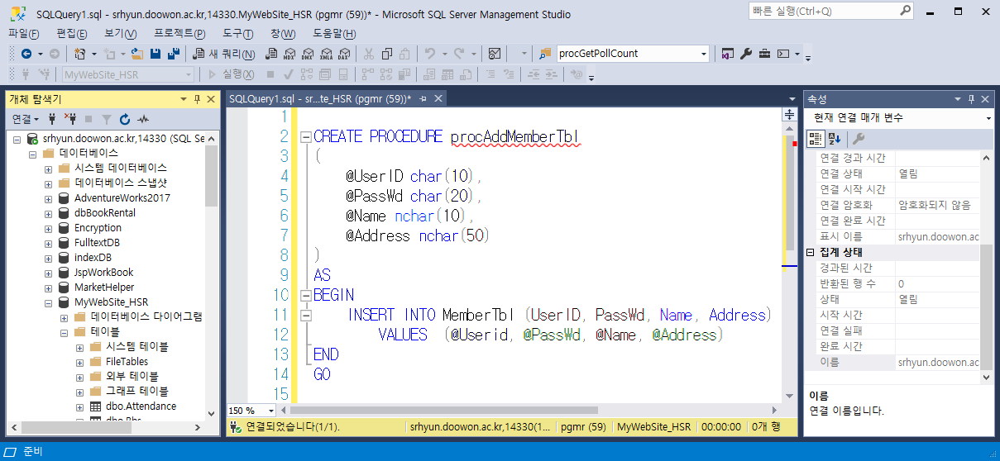 SQLQuery1.sql - srhyun.doowon.ac.kr,14330.MyWebSite_HSR (pgmr (59))* - Microsoft SQL Server Management Studio
빠른 실행(Ctrl+Q)
파일(F) 편집(E) 보기(V) 프로젝트(P) 도구(T) 창(W) 도움말(H)
새 쿼리(N)
MDX DMX XMLA DAX
procGetPollCount
MyWebSite_HSR
실행(X)
개체 탐색기
연결
srhyun.doowon.ac.kr,14330 (SQL Se
데이터베이스
시스템 데이터베이스
데이터베이스 스냅샷
AdventureWorks2017
dbBookRental
Encryption
FulltextDB
indexDB
JspWorkBook
MarketHelper
MyWebSite_HSR
데이터베이스 다이어그램
테이블
시스템 테이블
FileTables
외부 테이블
그래프 테이블
dbo.Attendance
SQLQuery1.sql - sr...te_HSR (pgmr (59))*
1
2 CREATE PROCEDURE procAddMemberTbl
3 (
4 @UserID char(10),
5 @PassWd char(20),
6 @Name nchar(10),
7 @Address nchar(50)
8 )
9 AS
10 BEGIN
11 INSERT INTO MemberTbl (UserID, PassWd, Name, Address)
12 VALUES (@Userid, @PassWd, @Name, @Address)
13 END
14 GO
15
150 %
연결되었습니다(1/1). srhyun.doowon.ac.kr,14330(1... pgmr (59) MyWebSite_HSR 00:00:00 0개 행
속성
현재 연결 매개 변수
연결 경과 시간
연결 상태 열림
연결 시작 시간
연결 암호화 암호화되지 않음
연결 완료 시간
표시 이름 srhyun.doowon.ac
집계 상태
경과된 시간
반환된 행 수 0
상태 열림
시작 시간
연결 실패
완료 시간
이름 srhyun.doowon.ac
이름
연결 이름입니다.
준비